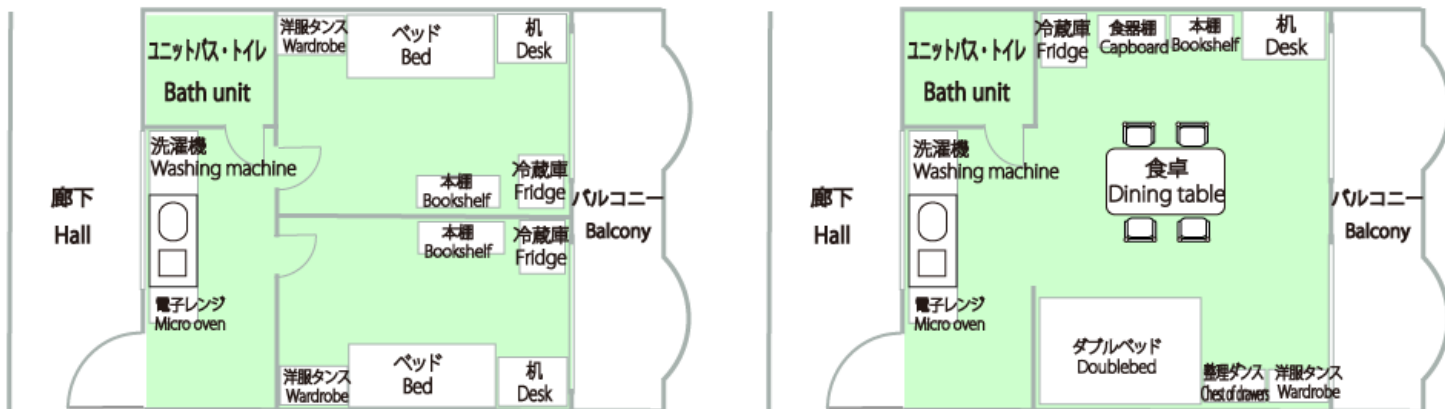 ユニットバス・トイレ
Bath unit
洋服タンス
Wardrobe
ベッド
Bed
机
Desk
洗濯機
Washing machine
廊下
Hall
本棚
Bookshelf
冷蔵庫
Fridge
バルコニー
Balcony
本棚
Bookshelf
冷蔵庫
Fridge
電子レンジ
Micro oven
洋服タンス
Wardrobe
ベッド
Bed
机
Desk
ユニットバス・トイレ
Bath unit
冷蔵庫
Fridge
食器棚
Capboard
本棚
Bookshelf
机
Desk
洗濯機
Washing machine
廊下
Hall
食卓
Dining table
バルコニー
Balcony
電子レンジ
Micro oven
ダブルベッド
Doublebed
整理ダンス
Chest of drawers
洋服タンス
Wardrobe